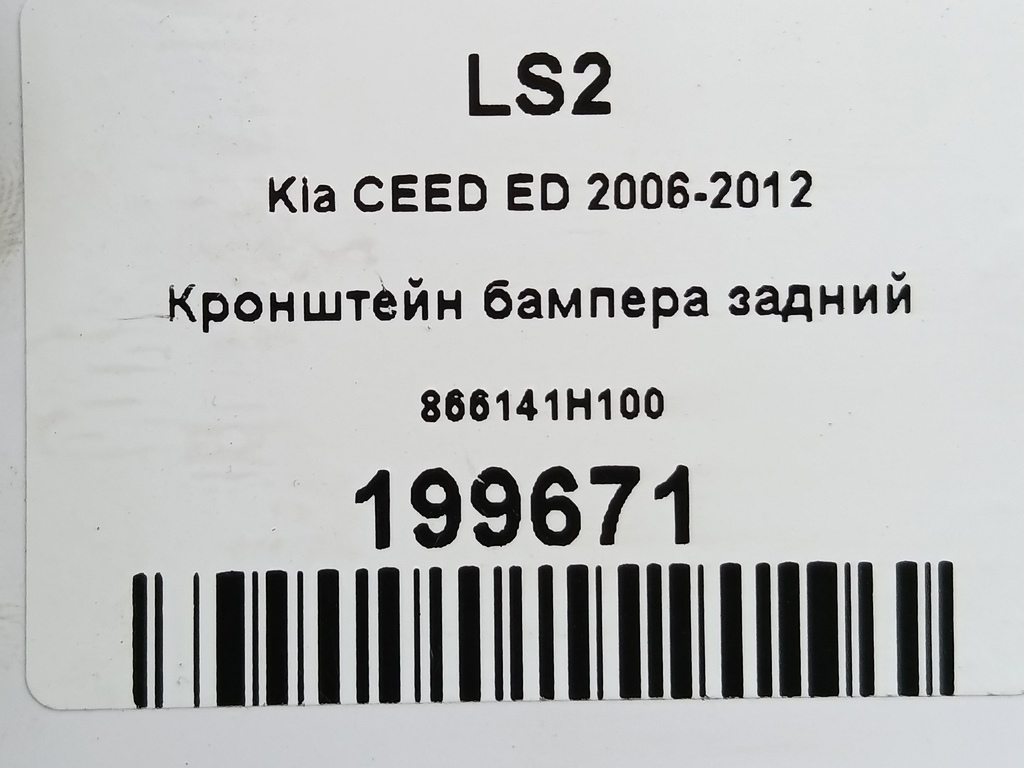 LS2
Kia CEED ED 2006-2012
Кронштейн бампера задний
866141H100
199671